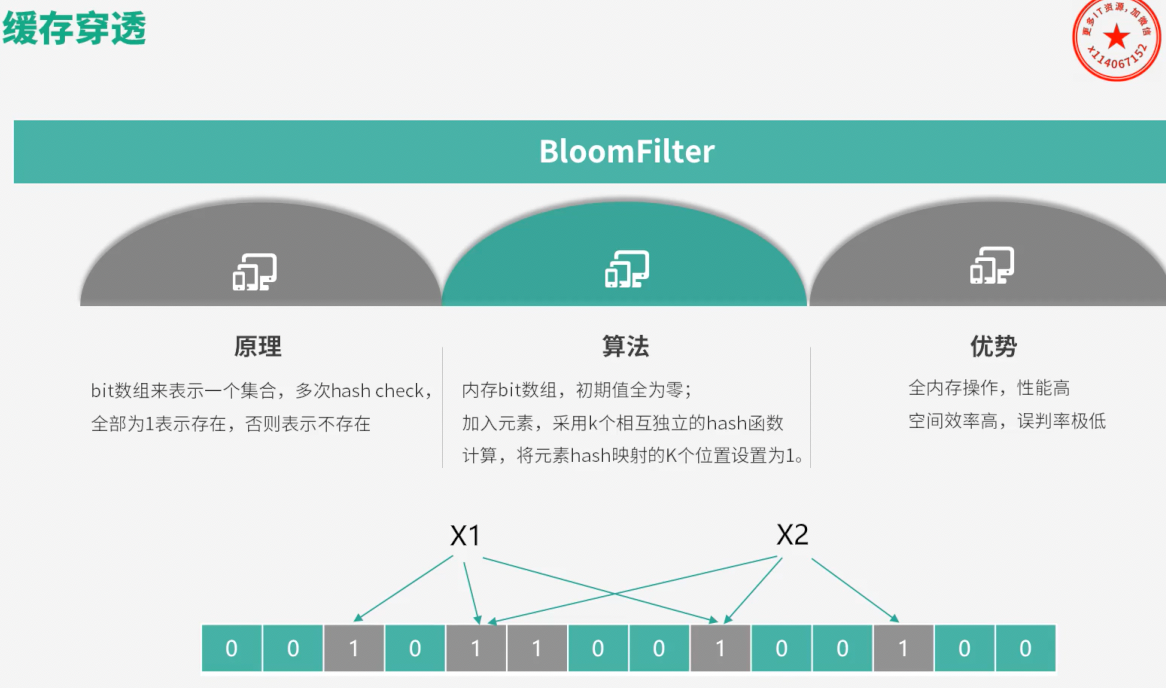 缓存穿透
更多IT资源,加微信
x114067152
BloomFilter
原理
bit数组来表示一个集合，多次hash check，
全部为1表示存在，否则表示不存在
算法
内存bit数组，初期值全为零；
加入元素，采用k个相互独立的hash函数
计算，将元素hash映射的K个位置设置为1。
优势
全内存操作，性能高
空间效率高，误判率极低
X1 X2
0 0 1 0 1 1 0 0 1 0 0 1 0 0